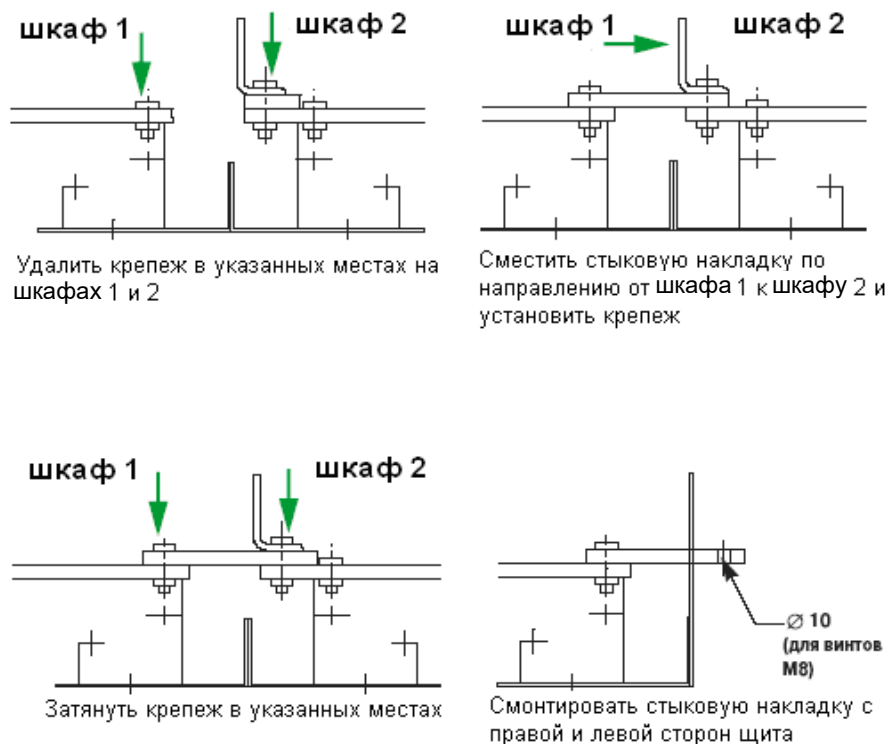 шкаф 1 шкаф 2
Удалить крепеж в указанных местах на
шкафах 1 и 2
шкаф 1 шкаф 2
Сместить стыковую накладку по
направлению от шкафа 1 к шкафу 2 и
установить крепеж
шкаф 1 шкаф 2
Затянуть крепеж в указанных местах
∅ 10
(для винтов
М8)
Смонтировать стыковую накладку с
правой и левой сторон щита